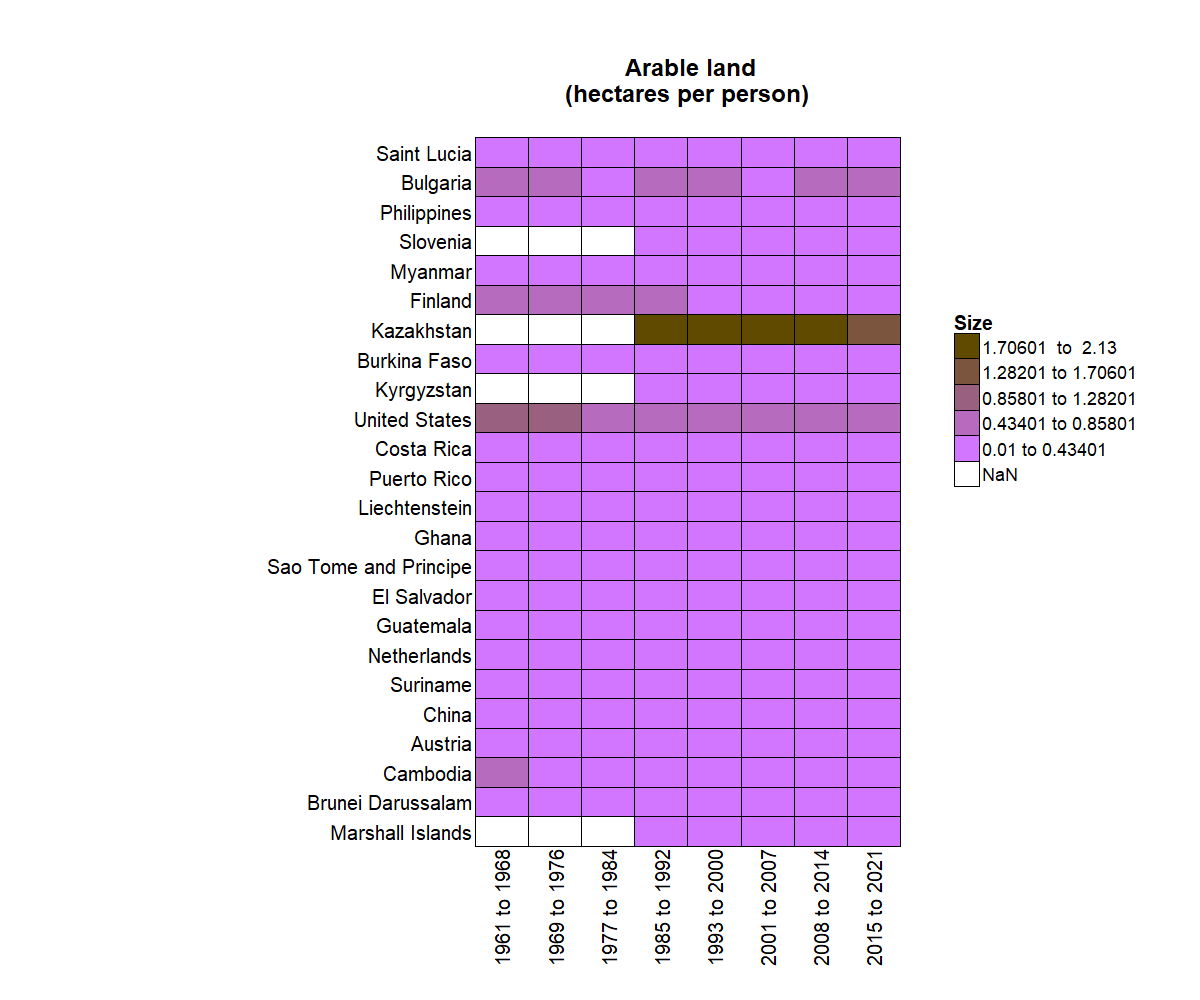 Arable land
(hectares per person)
Saint Lucia
Bulgaria
Philippines
Slovenia
Myanmar
Finland
Kazakhstan
Burkina Faso
Kyrgyzstan
United States
Costa Rica
Puerto Rico
Liechtenstein
Ghana
Sao Tome and Principe
El Salvador
Guatemala
Netherlands
Suriname
China
Austria
Cambodia
Brunei Darussalam
Marshall Islands
1961 to 1968
1969 to 1976
1977 to 1984
1985 to 1992
1993 to 2000
2001 to 2007
2008 to 2014
2015 to 2021
Size
1.70601 to 2.13
1.28201 to 1.70601
0.85801 to 1.28201
0.43401 to 0.85801
0.01 to 0.43401
NaN